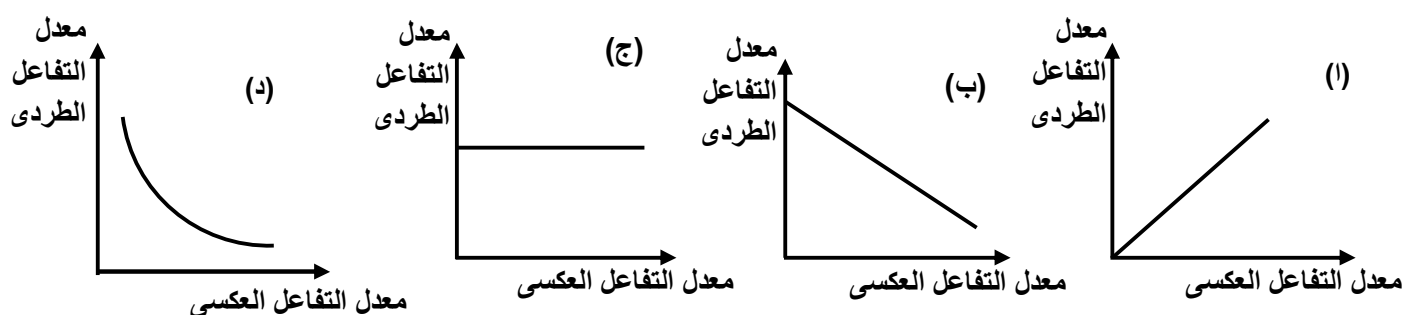 (ا)
معدل
التفاعل
الطردى
معدل التفاعل العكسى
(ب)
معدل
التفاعل
الطردى
معدل التفاعل العكسى
(ج)
معدل
التفاعل
الطردى
معدل التفاعل العكسى
(د)
معدل
التفاعل
الطردى
معدل التفاعل العكسى